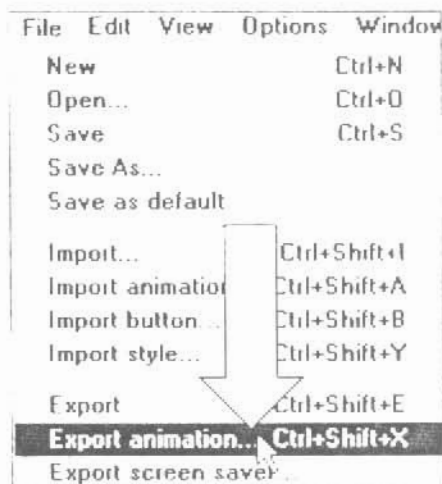 File Edit View Options Window
New Ctrl+N
Open... Ctrl+O
Save Ctrl+S
Save As...
Save as default
Import... Ctrl+Shift+I
Import animation Ctrl+Shift+A
Import button... Ctrl+Shift+B
Import style... Ctrl+Shift+Y
Export Ctrl+Shift+E
Export animation... Ctrl+Shift+X
Export screen saver...